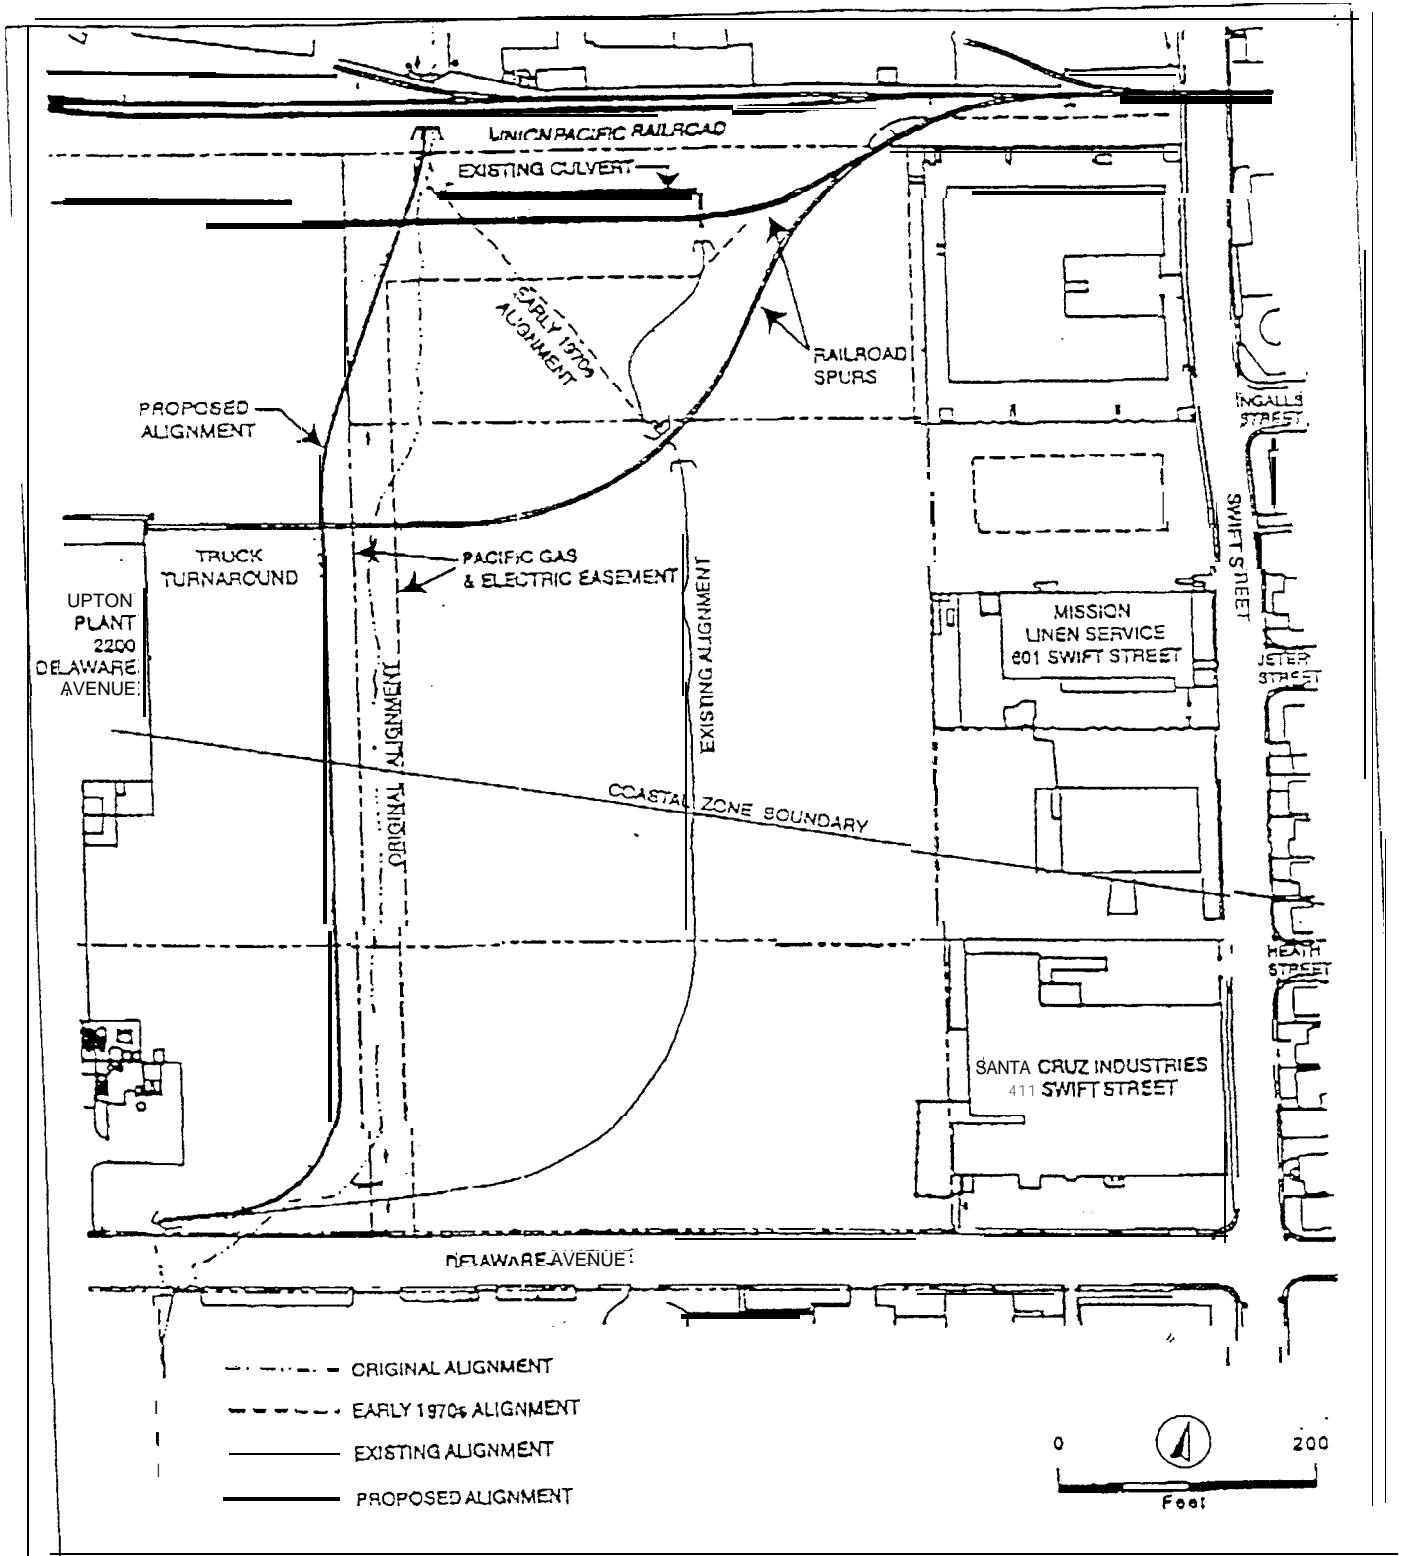 UNION PACIFIC RAILROAD
EXISTING CULVERT
EARLY 1970s
ALIGNMENT
RAILROAD
SPURS
PROPOSED
ALIGNMENT
INGALLS
STREET
SWIFT STREET
TRUCK
TURNAROUND
PACIFIC GAS
& ELECTRIC EASEMENT
UPTON
PLANT
2200
DELAWARE
AVENUE
MISSION
LINEN SERVICE
601 SWIFT STREET
JETER
STREET
ORIGINAL ALIGNMENT
EXISTING ALIGNMENT
COASTAL ZONE BOUNDARY
HEATH
STREET
SANTA CRUZ INDUSTRIES
411 SWIFT STREET
DELAWARE AVENUE
ORIGINAL ALIGNMENT
EARLY 1970s ALIGNMENT
EXISTING ALIGNMENT
PROPOSED ALIGNMENT
0 200
Feet